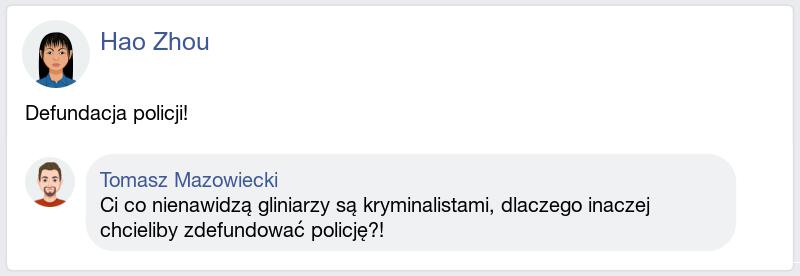 Hao Zhou
Defundacja policji!
Tomasz Mazowiecki
Ci co nienawidzą gliniarzy są kryminalistami, dlaczego inaczej
chcieliby zdefundować policję?!